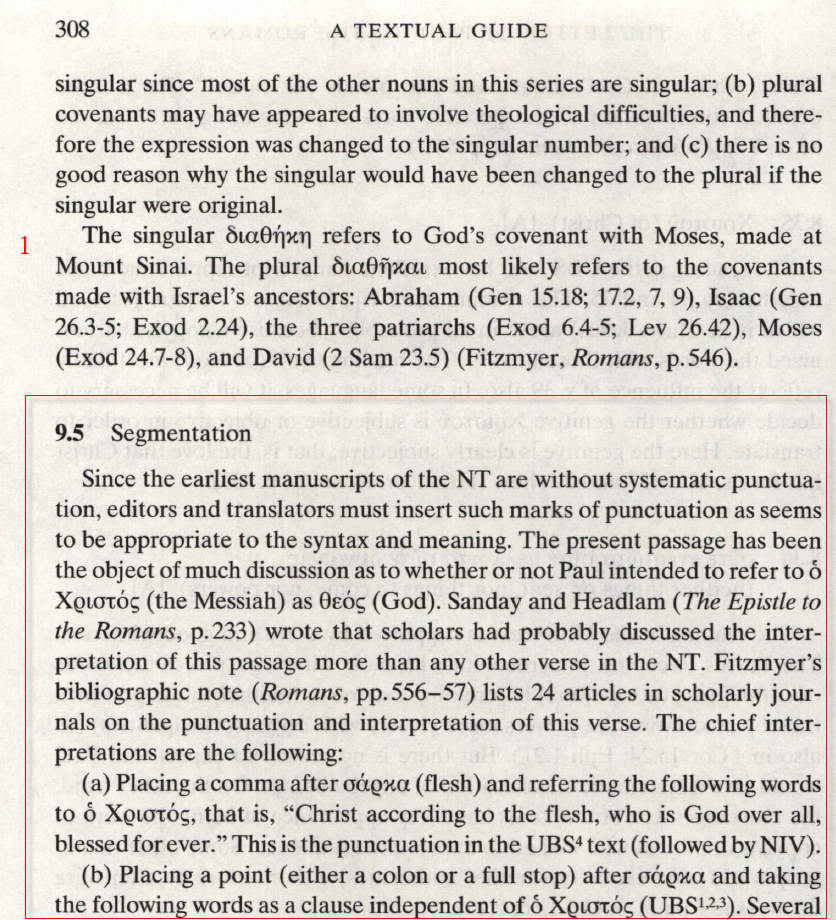 308 A TEXTUAL GUIDE
singular since most of the other nouns in this series are singular; (b) plural
covenants may have appeared to involve theological difficulties, and there-
fore the expression was changed to the singular number; and (c) there is no
good reason why the singular would have been changed to the plural if the
singular were original.
1
The singular διαθήκη refers to God's covenant with Moses, made at
Mount Sinai. The plural διαθῆκαι most likely refers to the covenants
made with Israel's ancestors: Abraham (Gen 15.18; 17.2, 7, 9), Isaac (Gen
26.3-5; Exod 2.24), the three patriarchs (Exod 6.4-5; Lev 26.42), Moses
(Exod 24.7-8), and David (2 Sam 23.5) (Fitzmyer, Romans, p. 546).
9.5 Segmentation
Since the earliest manuscripts of the NT are without systematic punctua-
tion, editors and translators must insert such marks of punctuation as seems
to be appropriate to the syntax and meaning. The present passage has been
the object of much discussion as to whether or not Paul intended to refer to ὁ
Χριστός (the Messiah) as θεός (God). Sanday and Headlam (The Epistle to
the Romans, p. 233) wrote that scholars had probably discussed the inter-
pretation of this passage more than any other verse in the NT. Fitzmyer's
bibliographic note (Romans, pp. 556–57) lists 24 articles in scholarly jour-
nals on the punctuation and interpretation of this verse. The chief inter-
pretations are the following:
(a) Placing a comma after σάρκα (flesh) and referring the following words
to ὁ Χριστός, that is, “Christ according to the flesh, who is God over all,
blessed for ever.” This is the punctuation in the UBS⁴ text (followed by NIV).
(b) Placing a point (either a colon or a full stop) after σάρκα and taking
the following words as a clause independent of ὁ Χριστός (UBS¹,²,³). Several